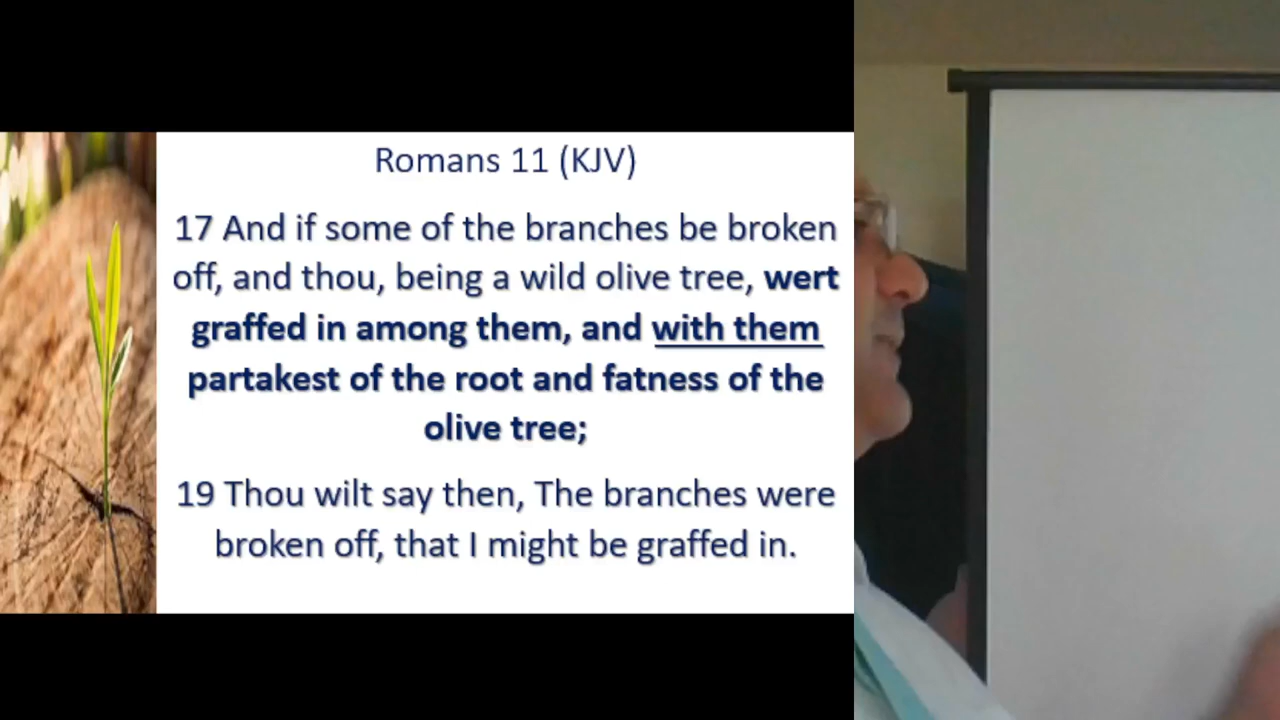 Romans 11 (KJV)
17 And if some of the branches be broken
off, and thou, being a wild olive tree, wert
graffed in among them, and with them
partakest of the root and fatness of the
olive tree;
19 Thou wilt say then, The branches were
broken off, that I might be graffed in.